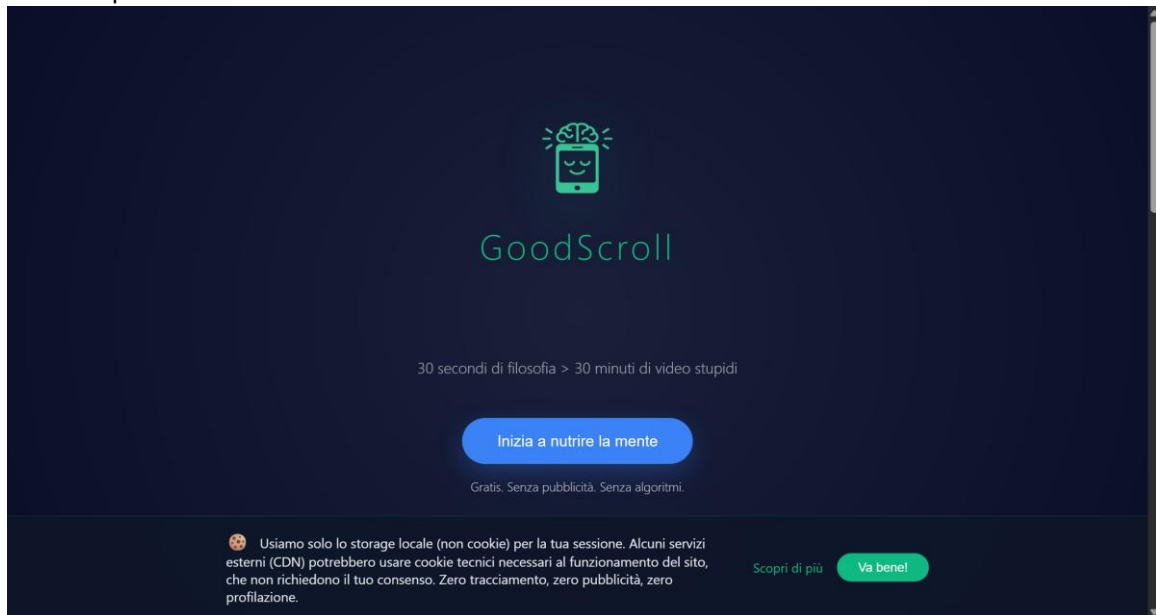 GoodScroll
30 secondi di filosofia > 30 minuti di video stupidi
Inizia a nutrire la mente
Gratis. Senza pubblicità. Senza algoritmi.
🍪 Usiamo solo lo storage locale (non cookie) per la tua sessione. Alcuni servizi
esterni (CDN) potrebbero usare cookie tecnici necessari al funzionamento del sito,
che non richiedono il tuo consenso. Zero tracciamento, zero pubblicità, zero
profilazione.
Scopri di più
Va bene!